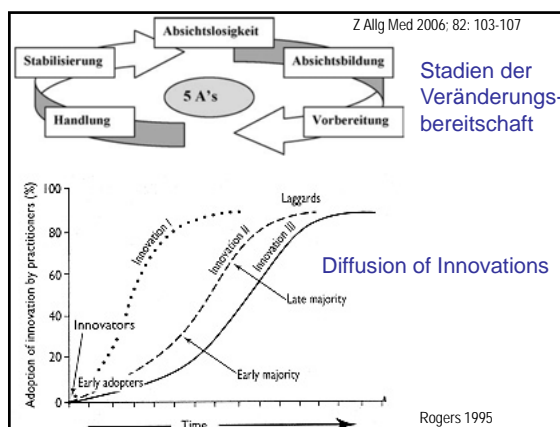 Z Allg Med 2006; 82: 103-107
Absichtslosigkeit
Stabilisierung
Absichtsbildung
5 A's
Handlung
Vorbereitung
Stadien der
Veränderungs-
bereitschaft
Adoption of innovation by practitioners (%)
100
80
60
40
20
0
Innovation I
Innovation II
Innovation III
Laggards
Late majority
Innovators
Early adopters
Early majority
Time
Diffusion of Innovations
Rogers 1995